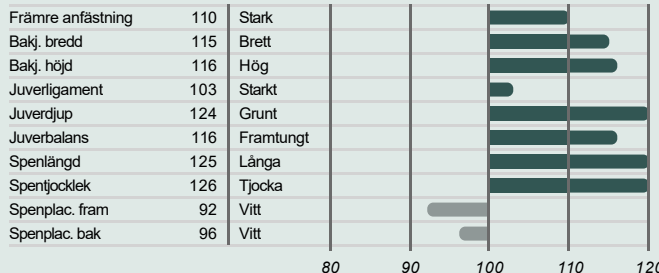 Främre anfästning 110 Stark
Bakj. bredd 115 Brett
Bakj. höjd 116 Hög
Juverligament 103 Starkt
Juverdjup 124 Grunt
Juverbalans 116 Framtungt
Spenlängd 125 Långa
Spentjocklek 126 Tjocka
Spenplac. fram 92 Vitt
Spenplac. bak 96 Vitt
80 90 100 110 120